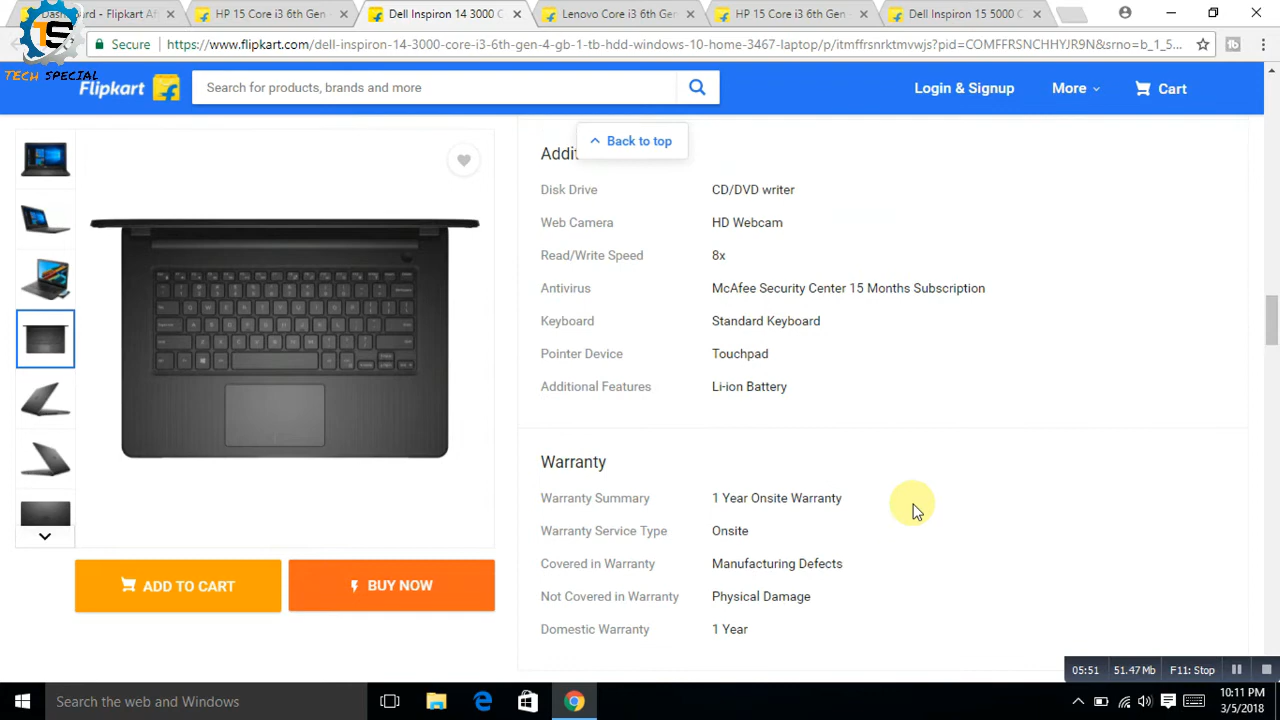 Dashboard - Flipkart Af
HP 15 Core i3 6th Gen
Dell Inspiron 14 3000
Lenovo Core i3 6th Gen
Core i3 6th Gen
Dell Inspiron 15 5000 C
Secure
https://www.flipkart.com/dell-inspiron-14-3000-core-i3-6th-gen-4-gb-1-tb-hdd-windows-10-home-3467-laptop/p/itmffrsnrktmvwjs?pid=COMFFRSNCHHYJR9N&srno=b_1_5...
TS
TECH SPECIAL
Flipkart
Search for products, brands and more
Login & Signup
More
Cart
Back to top
Addit
Disk Drive CD/DVD writer
Web Camera HD Webcam
Read/Write Speed 8x
Antivirus McAfee Security Center 15 Months Subscription
Keyboard Standard Keyboard
Pointer Device Touchpad
Additional Features Li-ion Battery
Warranty
Warranty Summary 1 Year Onsite Warranty
Warranty Service Type Onsite
Covered in Warranty Manufacturing Defects
Not Covered in Warranty Physical Damage
Domestic Warranty 1 Year
ADD TO CART
BUY NOW
05:51 51.47 Mb F11: Stop
Search the web and Windows
10:11 PM
3/5/2018